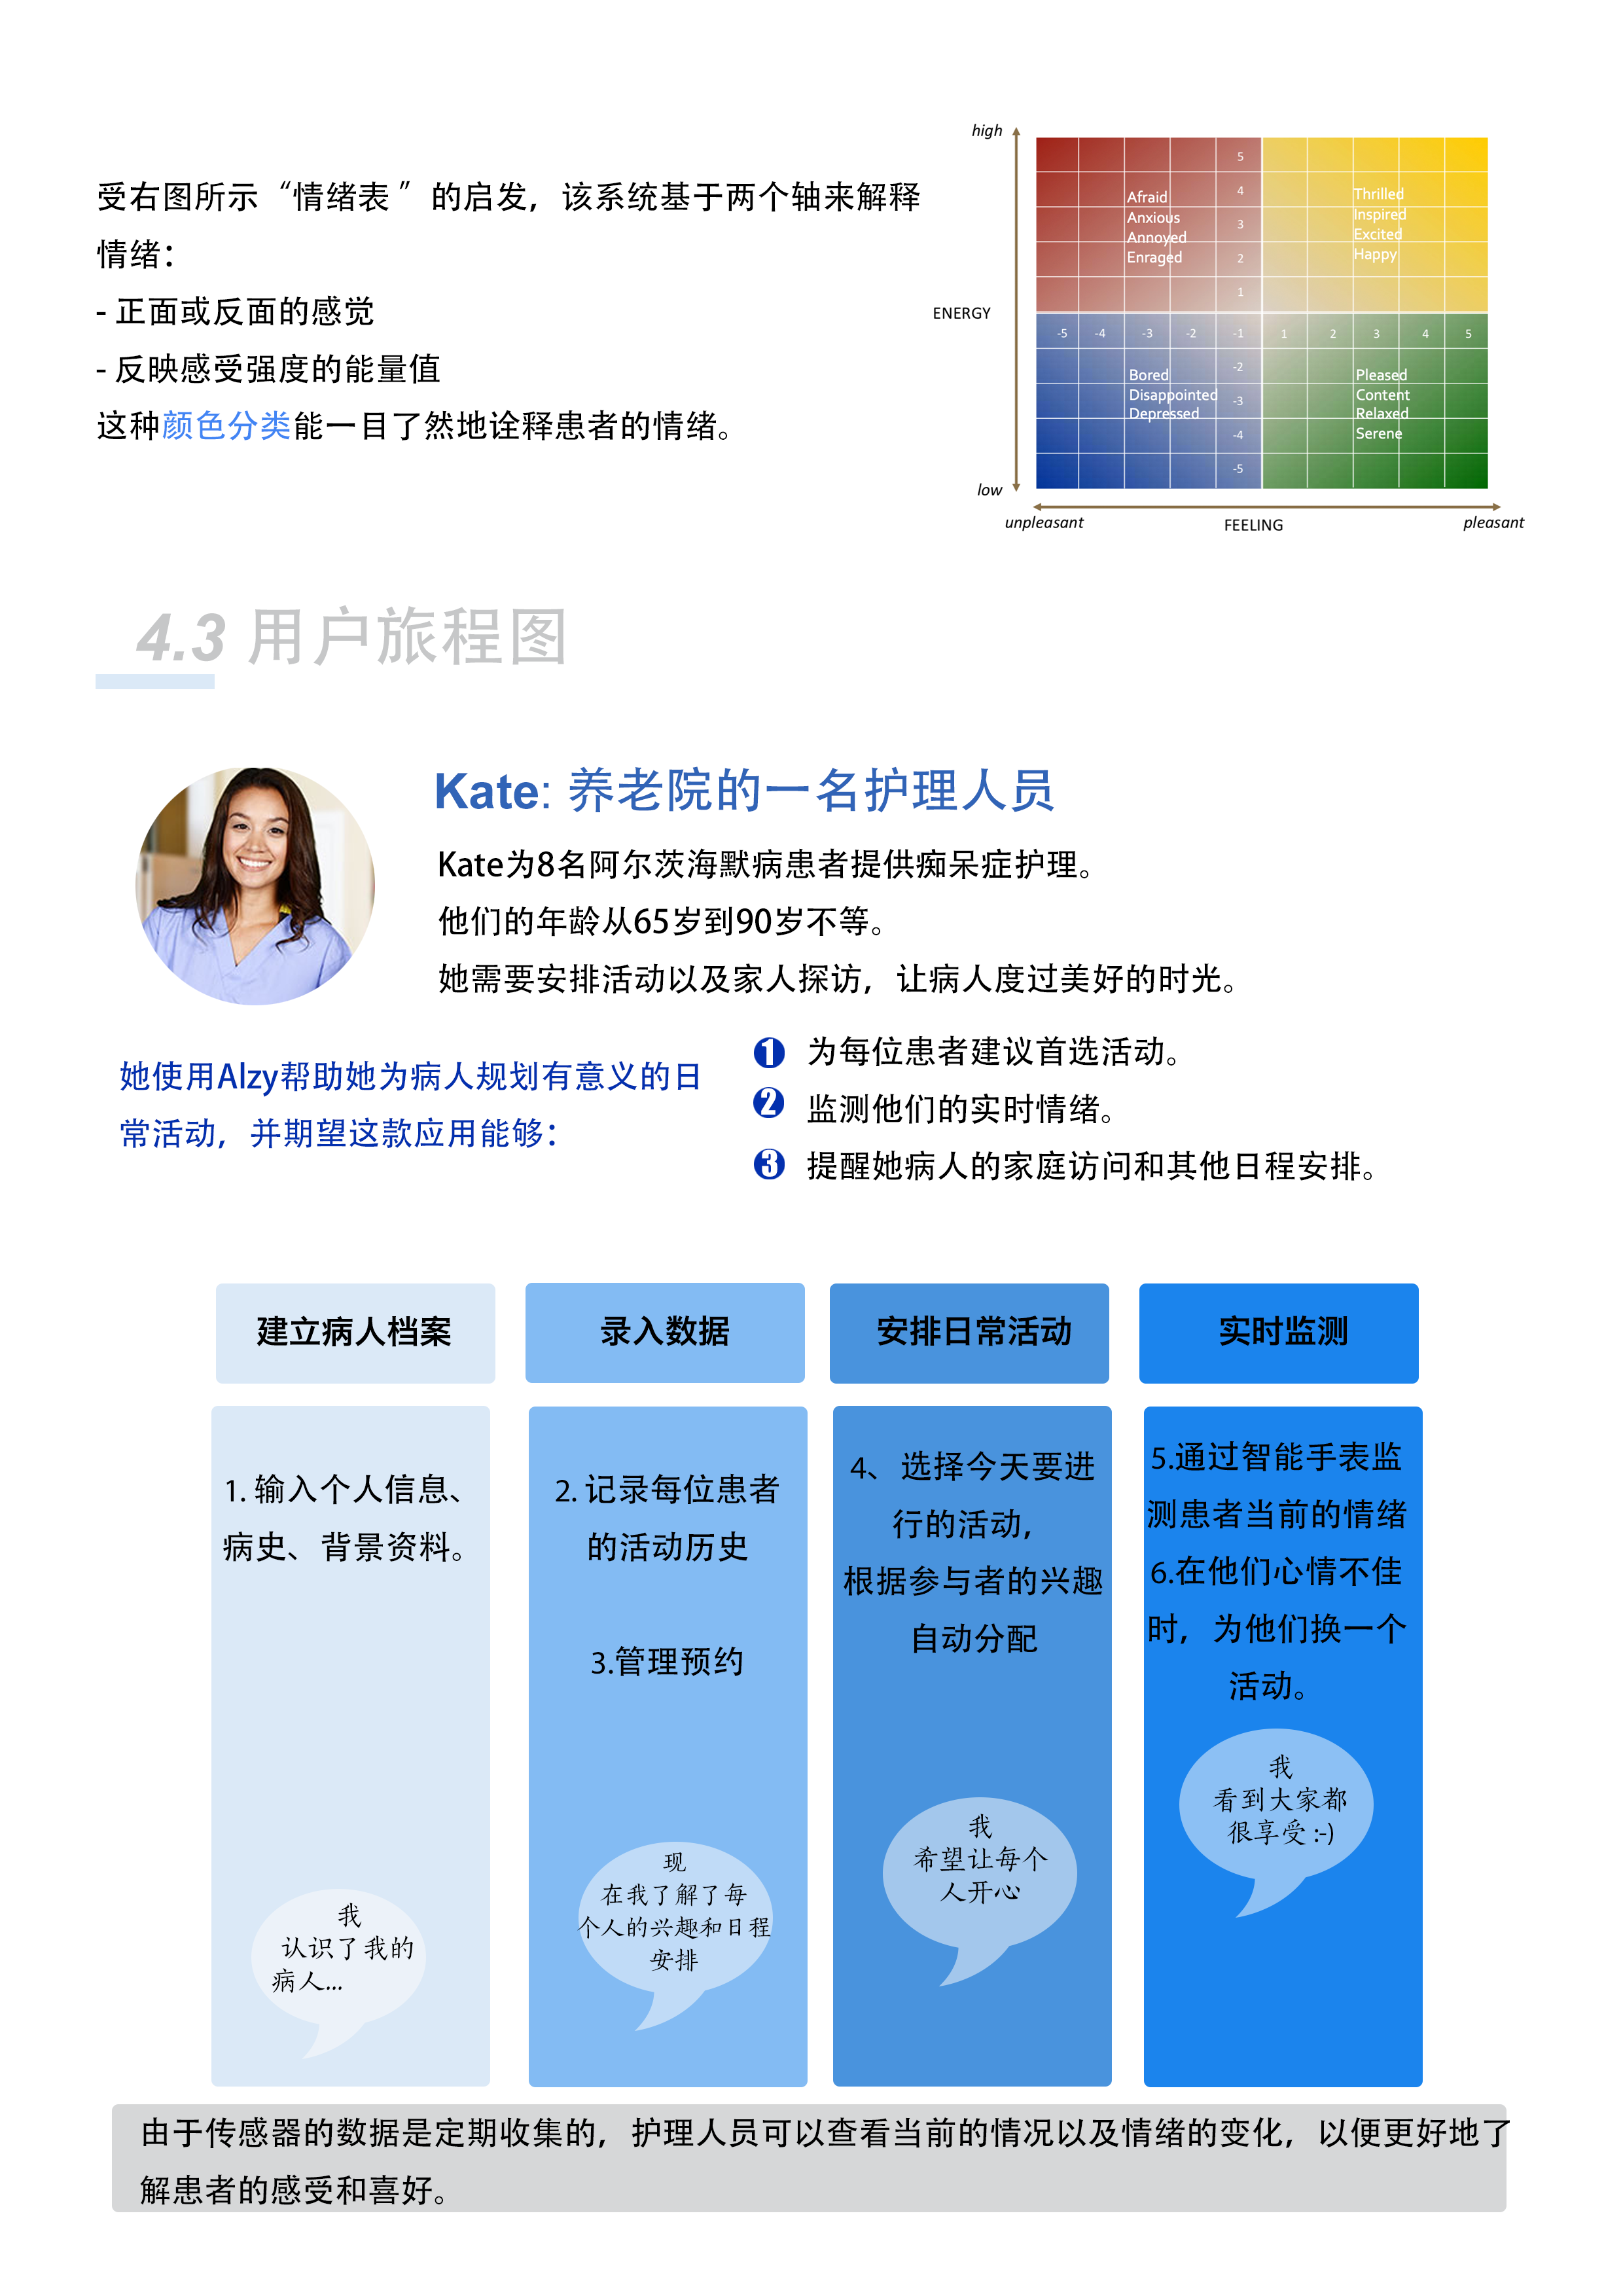 受右图所示“情绪表”的启发，该系统基于两个轴来解释
情绪：
- 正面或反面的感觉
- 反映感受强度的能量值
这种颜色分类能一目了然地诠释患者的情绪。
high
ENERGY
low
5
4
3
2
1
Afraid
Anxious
Annoyed
Enraged
Thrilled
Inspired
Excited
Happy
-5 -4 -3 -2 -1 1 2 3 4 5
-2
-3
-4
-5
Bored
Disappointed
Depressed
Pleased
Content
Relaxed
Serene
unpleasant FEELING pleasant
4.3 用户旅程图
Kate: 养老院的一名护理人员
Kate为8名阿尔茨海默病患者提供痴呆症护理。
他们的年龄从65岁到90岁不等。
她需要安排活动以及家人探访，让病人度过美好的时光。
她使用Alzy帮助她为病人规划有意义的日
常活动，并期望这款应用能够：
1 为每位患者建议首选活动。
2 监测他们的实时情绪。
3 提醒她病人的家庭访问和其他日程安排。
建立病人档案
1. 输入个人信息、
病史、背景资料。
我
认识了我的
病人...
录入数据
2. 记录每位患者
的活动历史
3.管理预约
现
在我了解了每
个人的兴趣和日程
安排
安排日常活动
4、选择今天要进
行的活动，
根据参与者的兴趣
自动分配
我
希望让每个
人开心
实时监测
5.通过智能手表监
测患者当前的情绪
6.在他们心情不佳
时，为他们换一个
活动。
我
看到大家都
很享受 :-)
由于传感器的数据是定期收集的，护理人员可以查看当前的情况以及情绪的变化，以便更好地了
解患者的感受和喜好。